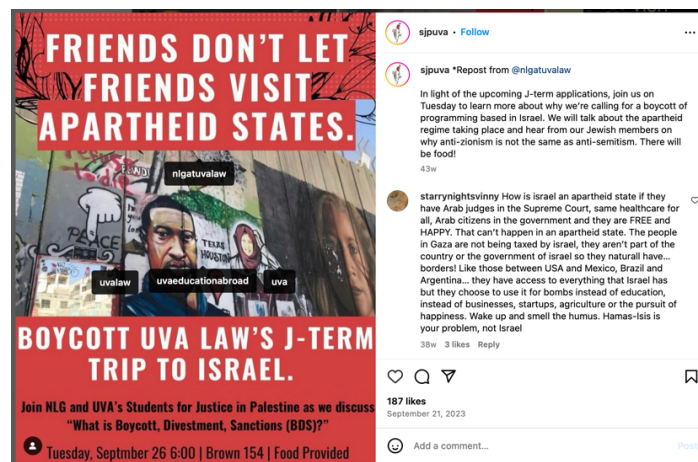 FRIENDS DON'T LET
FRIENDS VISIT
APARTHEID STATES.
nlgatuvalaw
PEACE
TEXAS
HOUSTON
uvalaw
uvaeducationabroad
uva
BOYCOTT UVA LAW'S J-TERM
TRIP TO ISRAEL.
Join NLG and UVA's Students for Justice in Palestine as we discuss
"What is Boycott, Divestment, Sanctions (BDS)?"
Tuesday, Septmber 26 6:00 | Brown 154 | Food Provided
sjpuva • Follow
sjpuva *Repost from @nlgatuvalaw
In light of the upcoming J-term applications, join us on
Tuesday to learn more about why we're calling for a boycott of
programming based in Israel. We will talk about the apartheid
regime taking place and hear from our Jewish members on
why anti-zionism is not the same as anti-semitism. There
will be food!
43w
starrynightsvinny How is israel an apartheid state if they
have Arab judges in the Supreme Court, same healthcare for
all, Arab citizens in the government and they are FREE and
HAPPY. That can't happen in an apartheid state. The people
in Gaza are not being taxed by israel, they aren't part of the
country or the government of israel so they naturall have...
borders! Like those between USA and Mexico, Brazil and
Argentina... they have access to everything that Israel has
but they choose to use it for bombs instead of education,
instead of businesses, startups, agriculture or the pursuit of
happiness. Wake up and smell the humus. Hamas-Isis is
your problem, not Israel
38w 3 likes Reply
187 likes
September 21, 2023
Add a comment...
Post